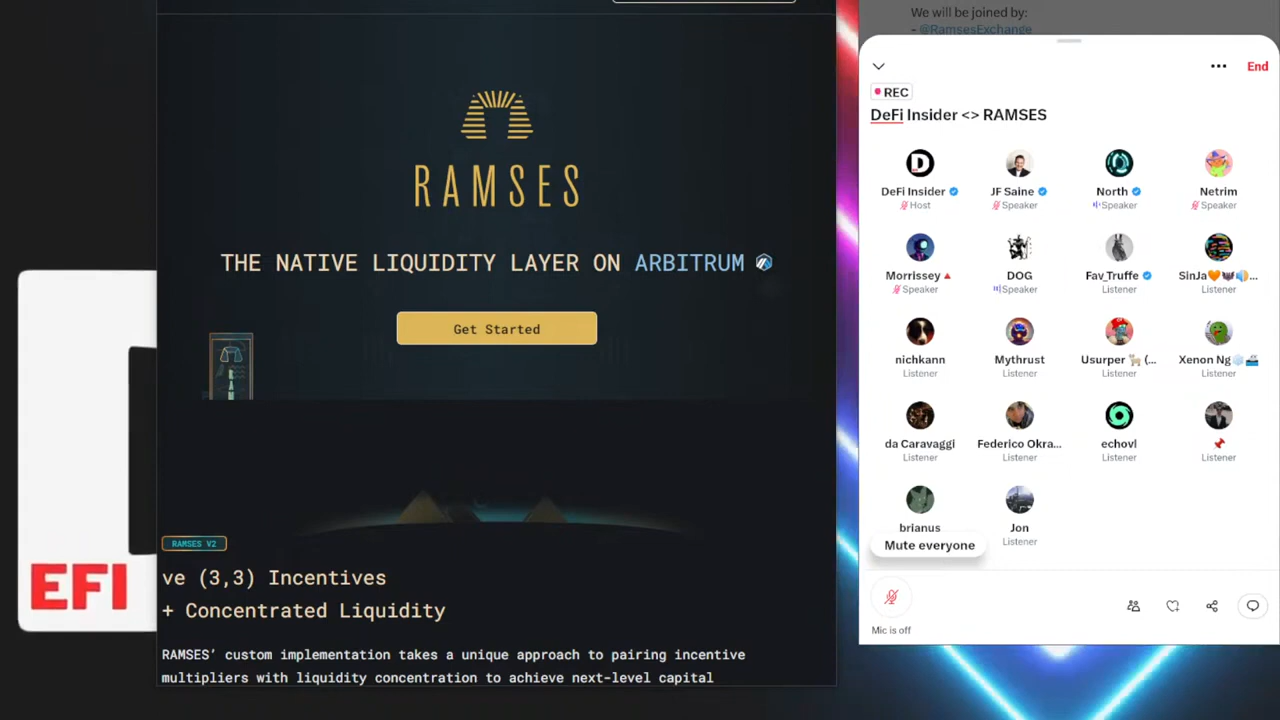 RAMSES
THE NATIVE LIQUIDITY LAYER ON ARBITRUM
Get Started
RAM
RAMSES V2
ve (3,3) Incentives
+ Concentrated Liquidity
RAMSES’ custom implementation takes a unique approach to pairing incentive
multipliers with liquidity concentration to achieve next-level capital
EFI
We will be joined by:
- @RamsesExchange
End
REC
DeFi Insider <> RAMSES
DeFi Insider
Host
JF Saine
Speaker
North
Speaker
Netrim
Speaker
Morrissey🔺
Speaker
DOG
Speaker
Fav_Truffe
Listener
SinJa🧡...
Listener
nichkann
Listener
Mythrust
Listener
Usurper 🐐 (...
Listener
Xenon Ng
Listener
da Caravaggi
Listener
Federico Okra...
Listener
echovl
Listener
📌
Listener
brianus
Jon
Listener
Mute everyone
Mic is off